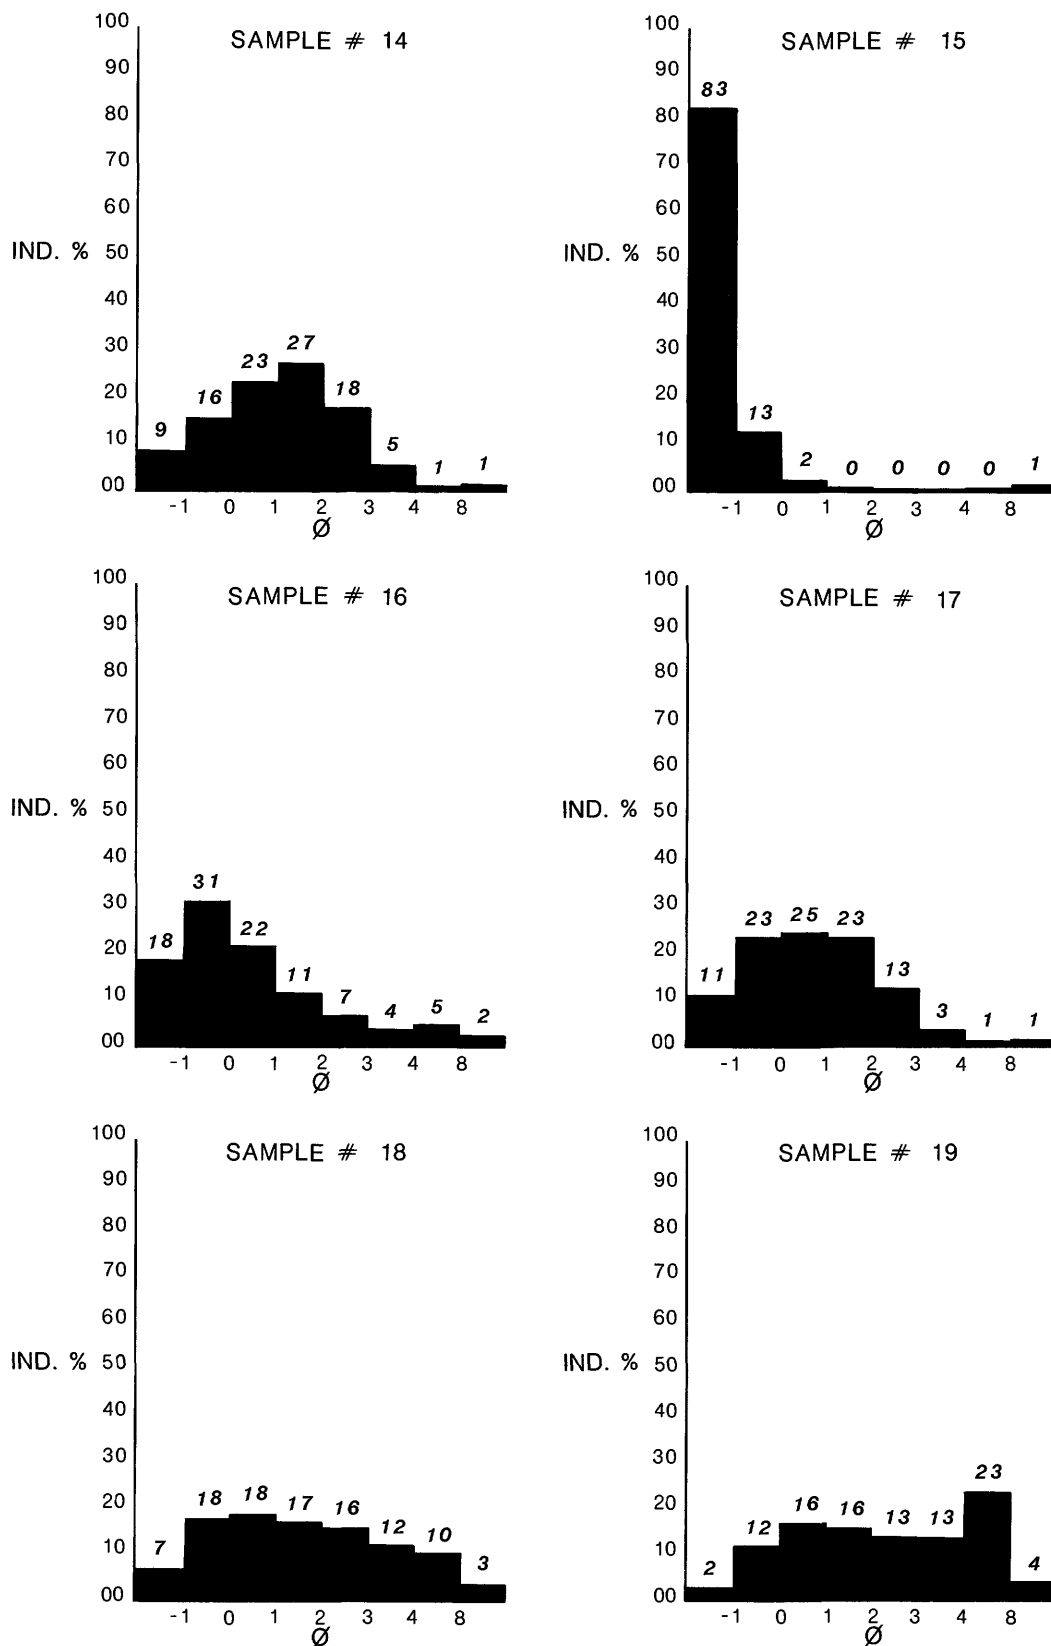 SAMPLE # 14
100
90
80
70
60
IND. % 50
40
30
20
10
00
9 16 23 27 18 5 1 1
-1 0 1 2 3 4 8
Ø
SAMPLE # 15
100
90
80
70
60
IND. % 50
40
30
20
10
00
83 13 2 0 0 0 0 1
-1 0 1 2 3 4 8
Ø
SAMPLE # 16
100
90
80
70
60
IND. % 50
40
30
20
10
00
18 31 22 11 7 4 5 2
-1 0 1 2 3 4 8
Ø
SAMPLE # 17
100
90
80
70
60
IND. % 50
40
30
20
10
00
11 23 25 23 13 3 1 1
-1 0 1 2 3 4 8
Ø
SAMPLE # 18
100
90
80
70
60
IND. % 50
40
30
20
10
00
7 18 18 17 16 12 10 3
-1 0 1 2 3 4 8
Ø
SAMPLE # 19
100
90
80
70
60
IND. % 50
40
30
20
10
00
2 12 16 16 13 13 23 4
-1 0 1 2 3 4 8
Ø